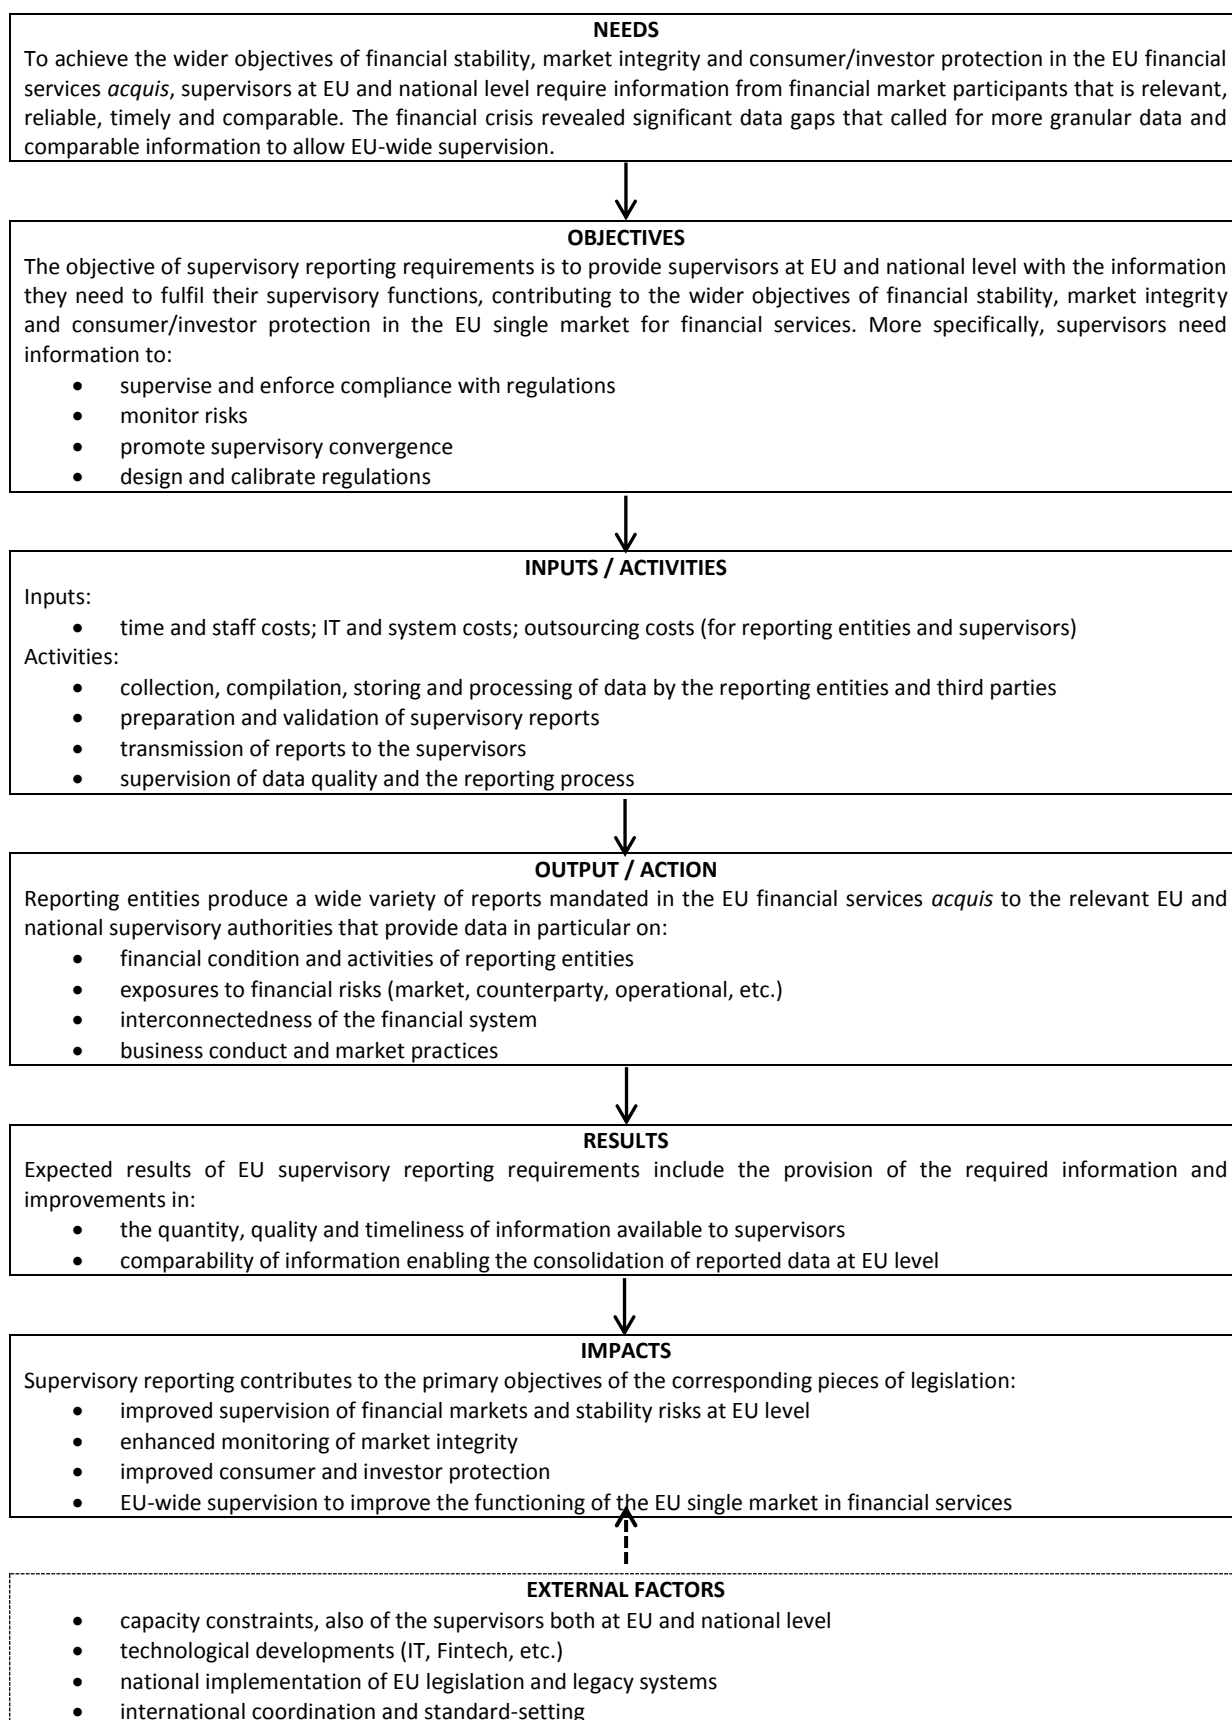 NEEDS
To achieve the wider objectives of financial stability, market integrity and consumer/investor protection in the EU financial
services acquis, supervisors at EU and national level require information from financial market participants that is relevant,
reliable, timely and comparable. The financial crisis revealed significant data gaps that called for more granular data and
comparable information to allow EU-wide supervision.
OBJECTIVES
The objective of supervisory reporting requirements is to provide supervisors at EU and national level with the information
they need to fulfil their supervisory functions, contributing to the wider objectives of financial stability, market integrity
and consumer/investor protection in the EU single market for financial services. More specifically, supervisors need
information to:
• supervise and enforce compliance with regulations
• monitor risks
• promote supervisory convergence
• design and calibrate regulations
INPUTS / ACTIVITIES
Inputs:
• time and staff costs; IT and system costs; outsourcing costs (for reporting entities and supervisors)
Activities:
• collection, compilation, storing and processing of data by the reporting entities and third parties
• preparation and validation of supervisory reports
• transmission of reports to the supervisors
• supervision of data quality and the reporting process
OUTPUT / ACTION
Reporting entities produce a wide variety of reports mandated in the EU financial services acquis to the relevant EU and
national supervisory authorities that provide data in particular on:
• financial condition and activities of reporting entities
• exposures to financial risks (market, counterparty, operational, etc.)
• interconnectedness of the financial system
• business conduct and market practices
RESULTS
Expected results of EU supervisory reporting requirements include the provision of the required information and
improvements in:
• the quantity, quality and timeliness of information available to supervisors
• comparability of information enabling the consolidation of reported data at EU level
IMPACTS
Supervisory reporting contributes to the primary objectives of the corresponding pieces of legislation:
• improved supervision of financial markets and stability risks at EU level
• enhanced monitoring of market integrity
• improved consumer and investor protection
• EU-wide supervision to improve the functioning of the EU single market in financial services
EXTERNAL FACTORS
• capacity constraints, also of the supervisors both at EU and national level
• technological developments (IT, Fintech, etc.)
• national implementation of EU legislation and legacy systems
• international coordination and standard-setting